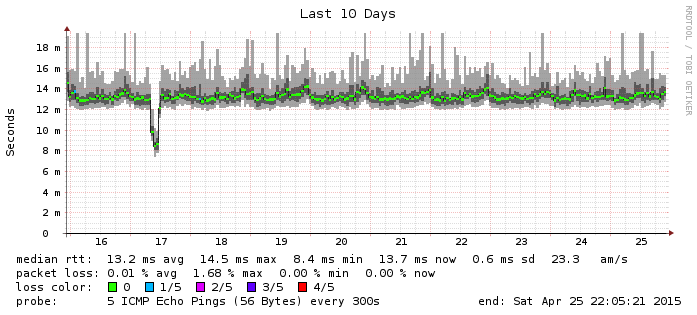 Last 10 Days
RRDTOOL / TOBI OETIKER
Seconds
18 m
16 m
14 m
12 m
10 m
8 m
6 m
4 m
2 m
0
16 17 18 19 20 21 22 23 24 25
median rtt: 13.2 ms avg 14.5 ms max 8.4 ms min 13.7 ms now 0.6 ms sd 23.3 am/s
packet loss: 0.01 % avg 1.68 % max 0.00 % min 0.00 % now
loss color: 0 1/5 2/5 3/5 4/5
probe: 5 ICMP Echo Pings (56 Bytes) every 300s end: Sat Apr 25 22:05:21 2015